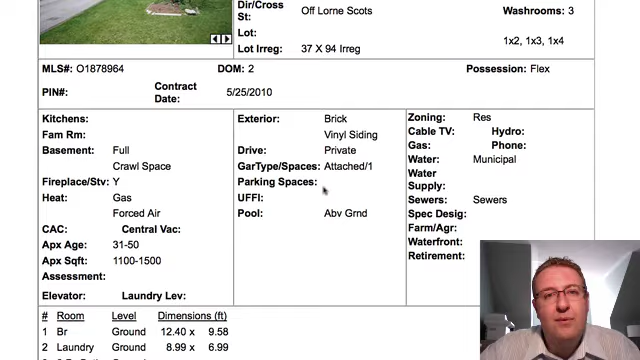 Dir/Cross St: Off Lorne Scots Washrooms: 3
Lot:
Lot Irreg: 37 X 94 Irreg 1x2, 1x3, 1x4
MLS#: O1878964 DOM: 2 Possession: Flex
PIN#: Contract Date: 5/25/2010
Kitchens: Exterior: Brick Zoning: Res
Fam Rm: Vinyl Siding Cable TV: Hydro:
Basement: Full Drive: Private Gas: Phone:
Crawl Space GarType/Spaces: Attached/1 Water: Municipal
Fireplace/Stv: Y Parking Spaces: Water Supply:
Heat: Gas UFFI: Sewers: Sewers
Forced Air Pool: Abv Grnd Spec Desig:
CAC: Central Vac: Farm/Agr:
Apx Age: 31-50 Waterfront:
Apx Sqft: 1100-1500 Retirement:
Assessment:
Elevator: Laundry Lev:
# Room Level Dimensions (ft)
1 Br Ground 12.40 x 9.58
2 Laundry Ground 8.99 x 6.99